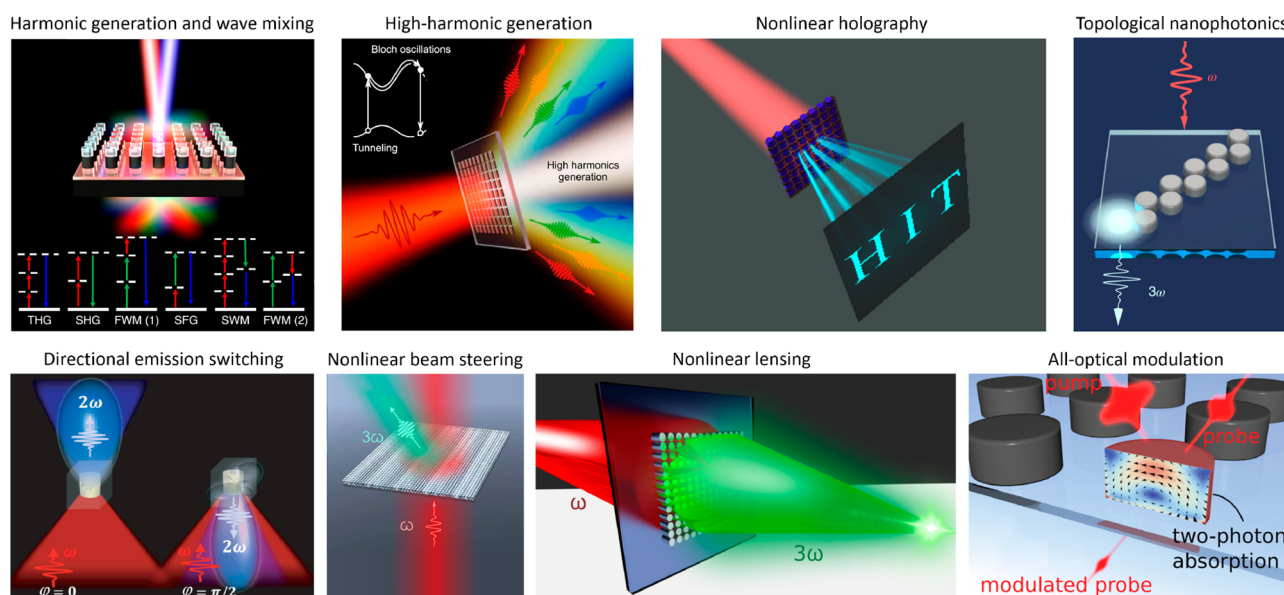 Harmonic generation and wave mixing
High-harmonic generation
Nonlinear holography
Topological nanophotonics
THG SHG FWM (1) SFG SWM FWM (2)
Bloch oscillations
Tunneling
High harmonics
generation
H I T
ω
3ω
Directional emission switching
Nonlinear beam steering
Nonlinear lensing
All-optical modulation
2ω
ω
φ=0
2ω
ω
φ=π/2
3ω
ω
ω
3ω
pump
probe
two-photon
absorption
modulated probe